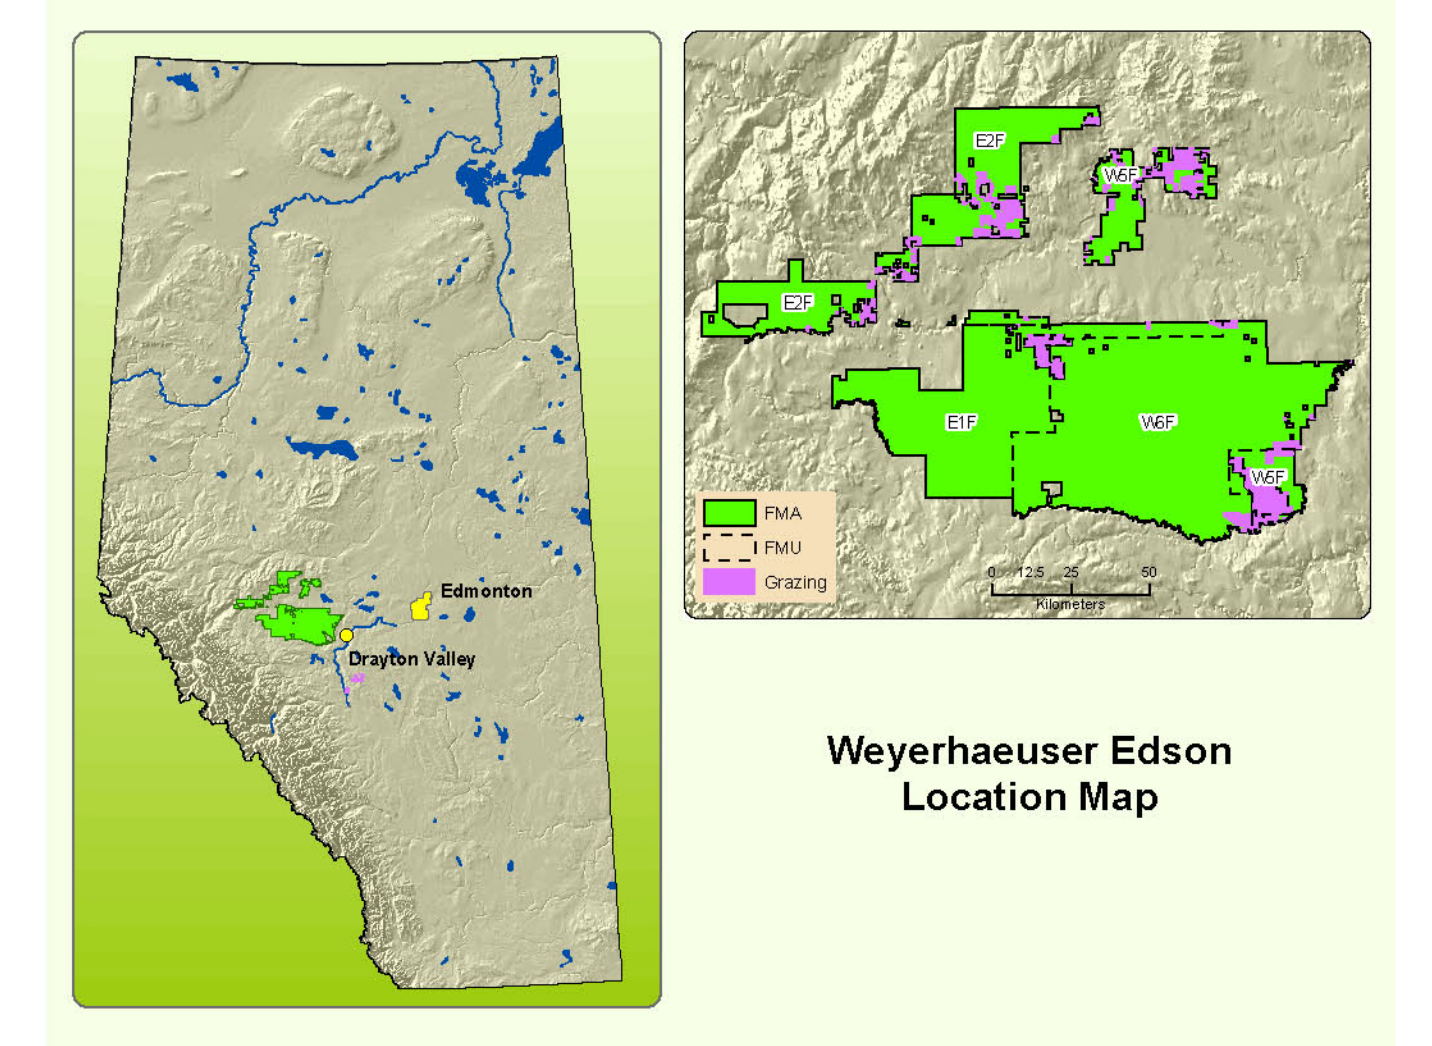 Edmonton
Drayton Valley
E2F
W5F
E2F
E1F
W6F
W5F
FMA
FMU
Grazing
0 12.5 25 50
Kilometers
Weyerhaeuser Edson
Location Map